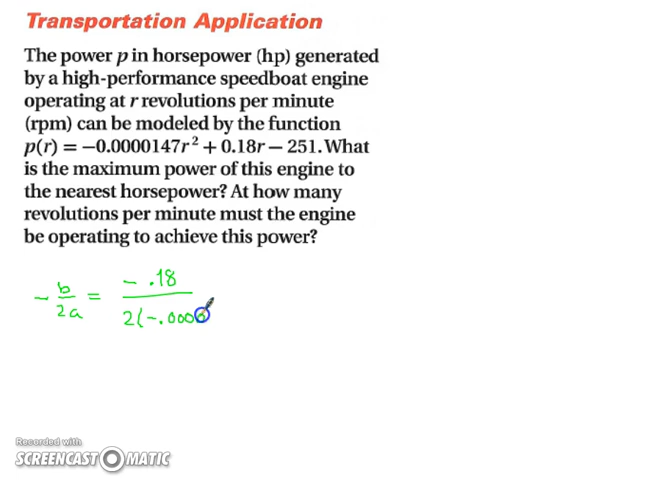 Transportation Application
The power p in horsepower (hp) generated
by a high-performance speedboat engine
operating at r revolutions per minute
(rpm) can be modeled by the function
p(r) = −0.0000147r² + 0.18r − 251. What
is the maximum power of this engine to
the nearest horsepower? At how many
revolutions per minute must the engine
be operating to achieve this power?
- b/2a = - .18 / 2(-.000
Recorded with
SCREENCAST-O-MATIC